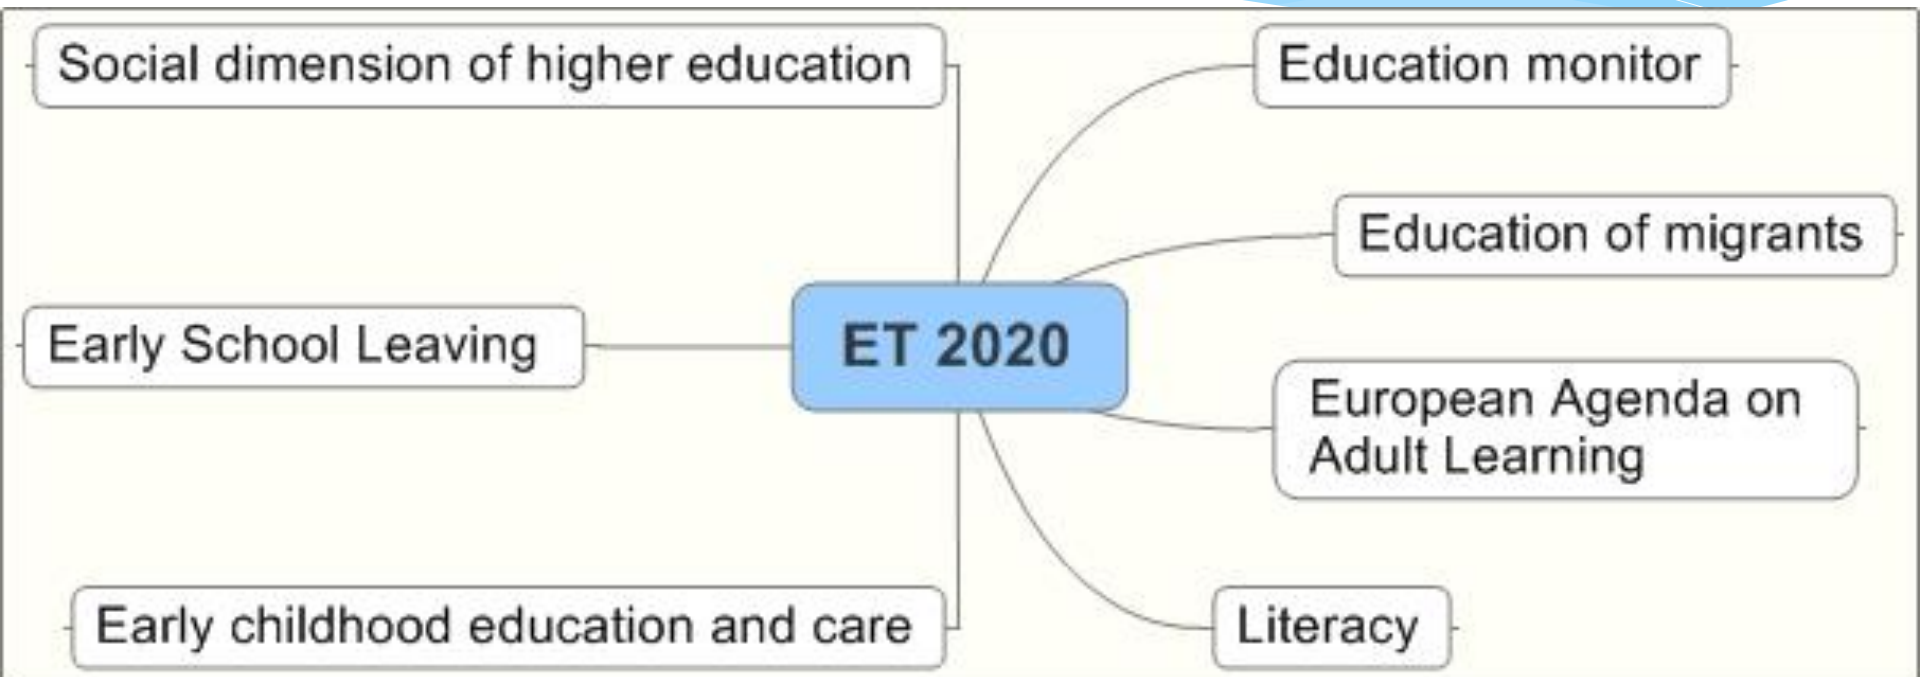 Social dimension of higher education
Education monitor
Education of migrants
Early School Leaving
ET 2020
European Agenda on
Adult Learning
Early childhood education and care
Literacy